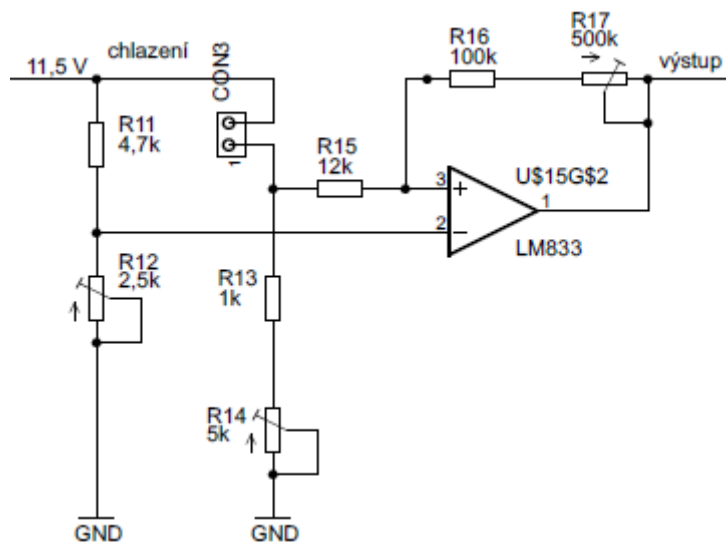 chlazení
11,5 V
CON3
1
R11
4,7k
R12
2,5k
R13
1k
R14
5k
R15
12k
R16
100k
R17
500k
výstup
3
+
2
−
1
U$15G$2
LM833
GND
GND